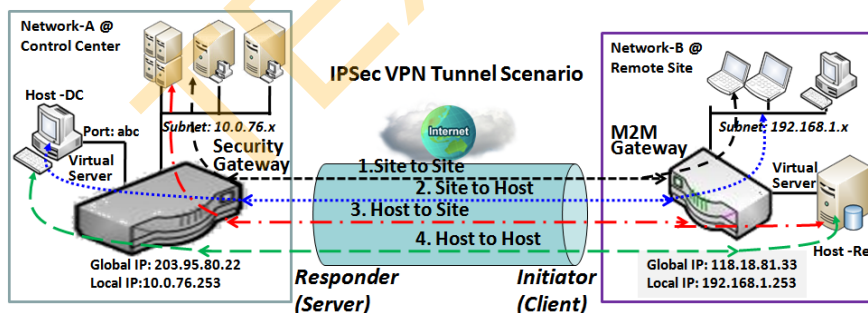 Network-A @
Control Center
Host -DC
Port: abc
Subnet: 10.0.76.x
Virtual
Server
Security
Gateway
Global IP: 203.95.80.22
Local IP:10.0.76.253
IPSec VPN Tunnel Scenario
Internet
1.Site to Site
2. Site to Host
3. Host to Site
4. Host to Host
Responder
(Server)
Initiator
(Client)
Network-B @
Remote Site
M2M
Gateway
Subnet: 192.168.1.x
Virtual
Server
Host -Re
Global IP: 118.18.81.33
Local IP: 192.168.1.253